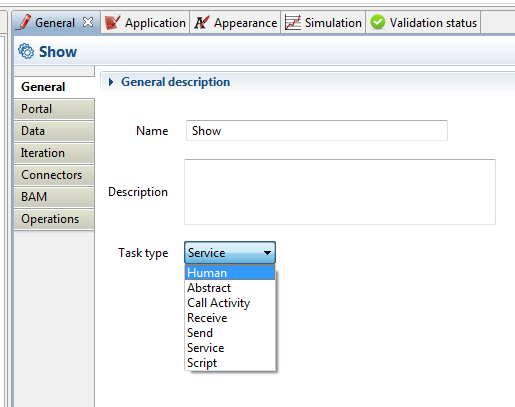 General Application Appearance Simulation Validation status
Show
General
Portal
Data
Iteration
Connectors
BAM
Operations
General description
Name Show
Description
Task type Service
Human
Abstract
Call Activity
Receive
Send
Service
Script